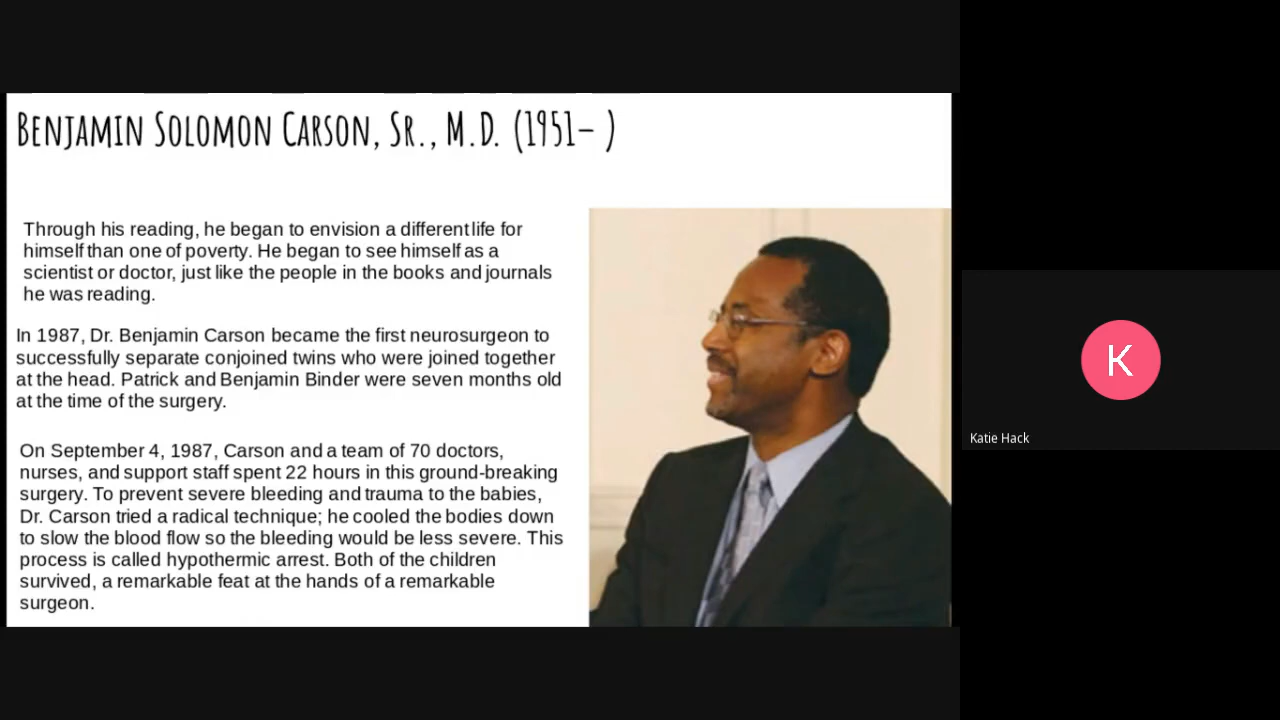 BENJAMIN SOLOMON CARSON, SR., M.D. (1951– )
Through his reading, he began to envision a different life for
himself than one of poverty. He began to see himself as a
scientist or doctor, just like the people in the books and journals
he was reading.
In 1987, Dr. Benjamin Carson became the first neurosurgeon to
successfully separate conjoined twins who were joined together
at the head. Patrick and Benjamin Binder were seven months old
at the time of the surgery.
On September 4, 1987, Carson and a team of 70 doctors,
nurses, and support staff spent 22 hours in this ground-breaking
surgery. To prevent severe bleeding and trauma to the babies,
Dr. Carson tried a radical technique; he cooled the bodies down
to slow the blood flow so the bleeding would be less severe. This
process is called hypothermic arrest. Both of the children
survived, a remarkable feat at the hands of a remarkable
surgeon.
K
Katie Hack